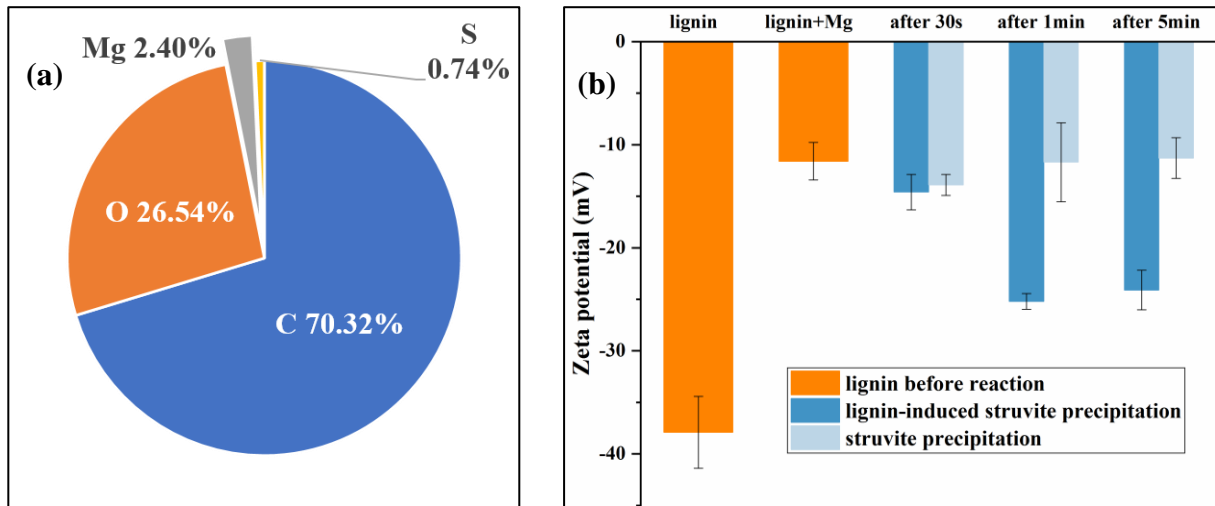 (a)
Mg 2.40%
S
0.74%
O 26.54%
C 70.32%
(b)
lignin
lignin+Mg
after 30s
after 1min
after 5min
Zeta potential (mV)
0
-10
-20
-30
-40
lignin before reaction
lignin-induced struvite precipitation
struvite precipitation